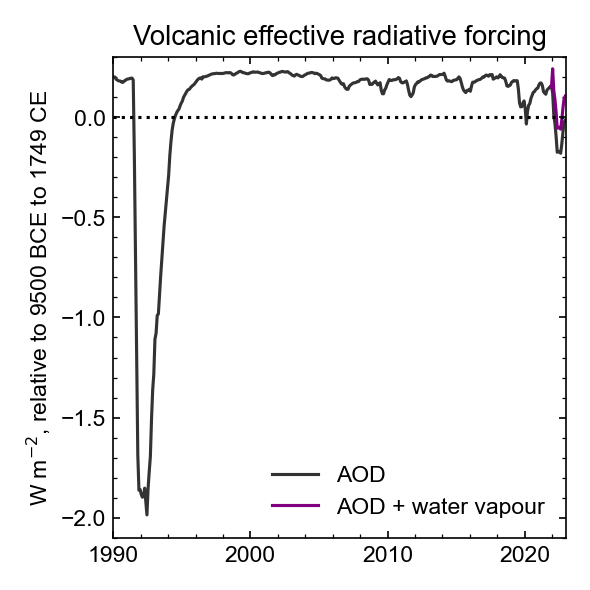 Volcanic effective radiative forcing
W m⁻², relative to 9500 BCE to 1749 CE
0.0
−0.5
−1.0
−1.5
−2.0
AOD
AOD + water vapour
1990
2000
2010
2020